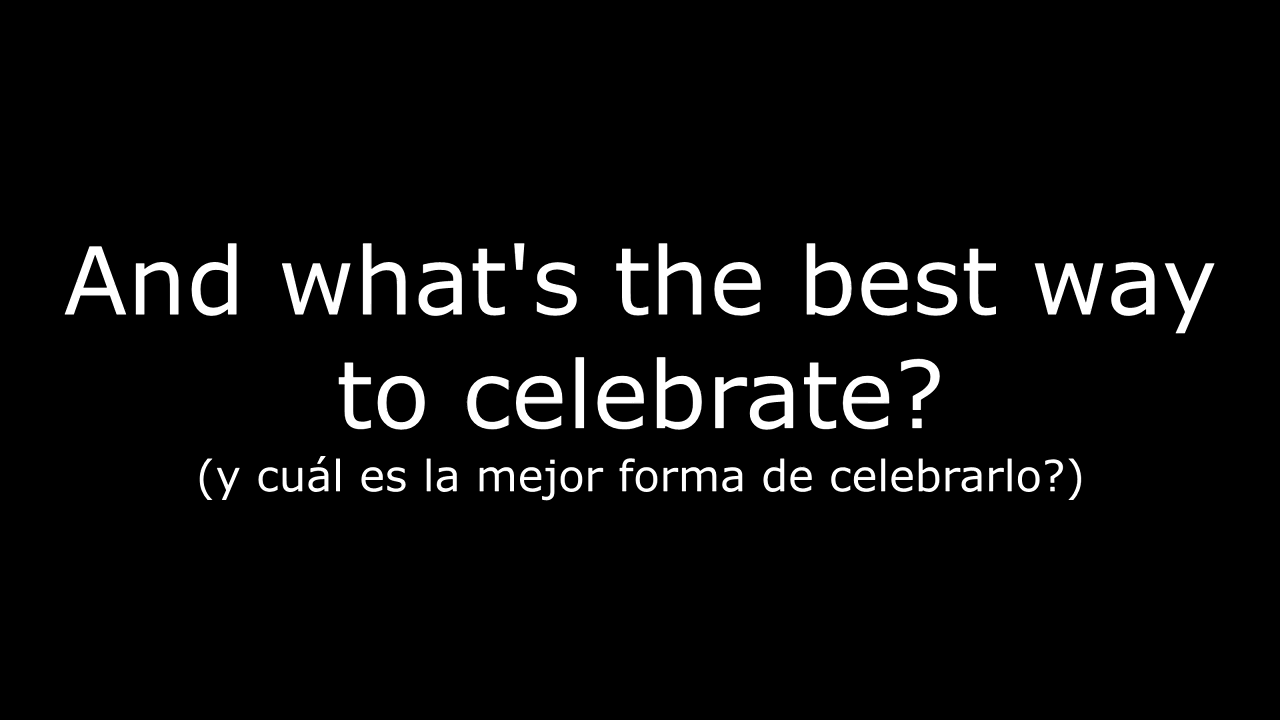 And what's the best way
to celebrate?
(y cuál es la mejor forma de celebrarlo?)